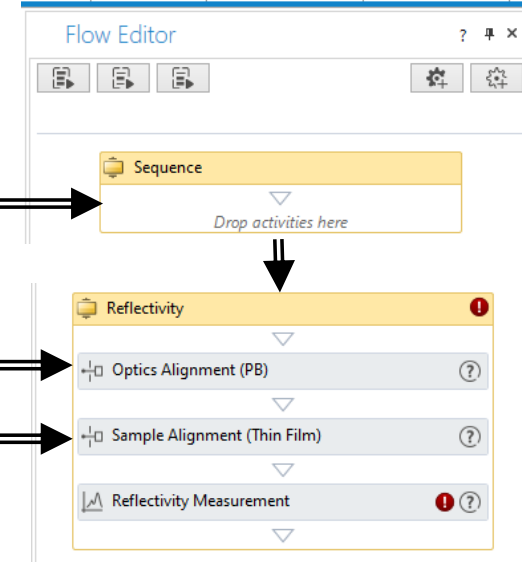 Flow Editor
Sequence
Drop activities here
Reflectivity
Optics Alignment (PB)
Sample Alignment (Thin Film)
Reflectivity Measurement